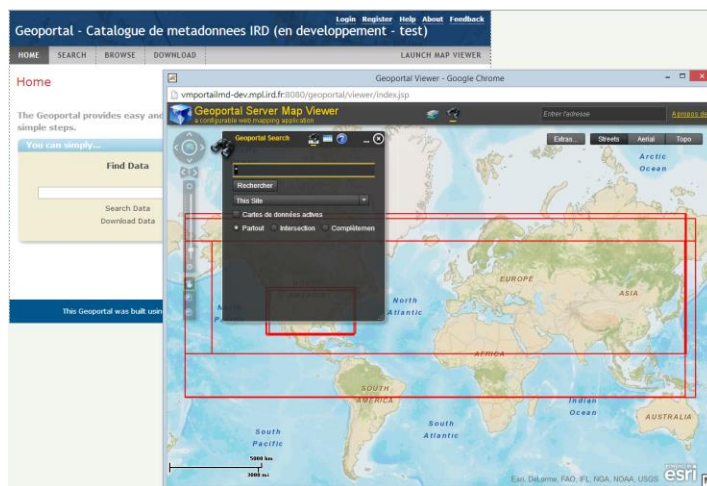 Login Register Help About Feedback
Geoportal - Catalogue de metadonnees IRD (en developpement - test)
HOME SEARCH BROWSE DOWNLOAD LAUNCH MAP VIEWER
Home
The Geoportal provides easy and
simple steps.
You can simply...
Find Data
Search Data
Download Data
This Geoportal was built usin
Geoportal Viewer - Google Chrome
vmportailmd-dev.mpl.ird.fr:8080/geoportal/viewer/index.jsp
Geoportal Server Map Viewer
a configurable web mapping application
Enter l'adresse
Apropos de
Geoportal Search
Rechercher
This Site
Cartes de données actives
Partout Intersection Complètemen
Extras... Streets Aerial Topo
Arctic
Ocean
EUROPE
ASIA
North
Atlantic
AFRICA
SOUTH
AMERICA
Indian
Ocean
AUSTRALIA
South
Pacific
South
Atlantic
5000 km
3000 mi
Esri, DeLorme, FAO, IFL, NGA, NOAA, USGS
esri